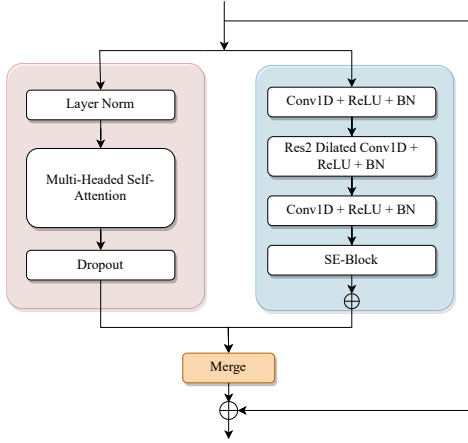 Layer Norm
Multi-Headed Self-
Attention
Dropout
Conv1D + ReLU + BN
Res2 Dilated Conv1D +
ReLU + BN
Conv1D + ReLU + BN
SE-Block
Merge